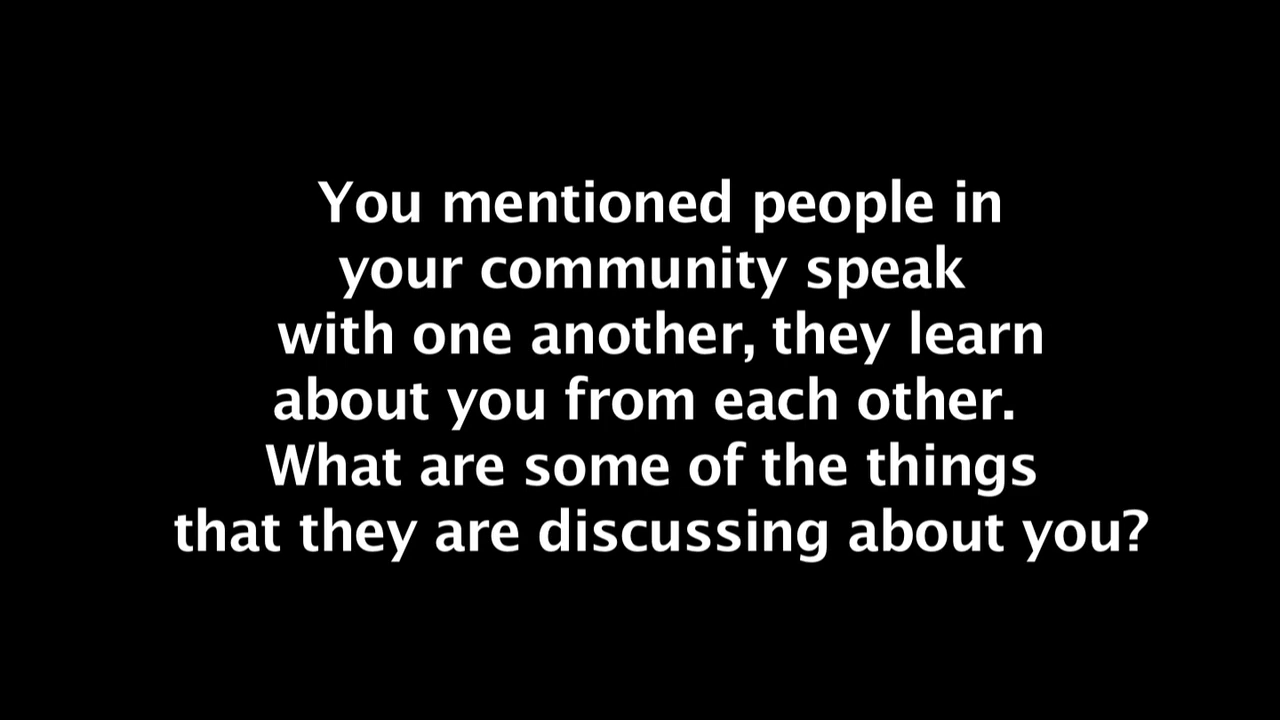 You mentioned people in
your community speak
with one another, they learn
about you from each other.
What are some of the things
that they are discussing about you?